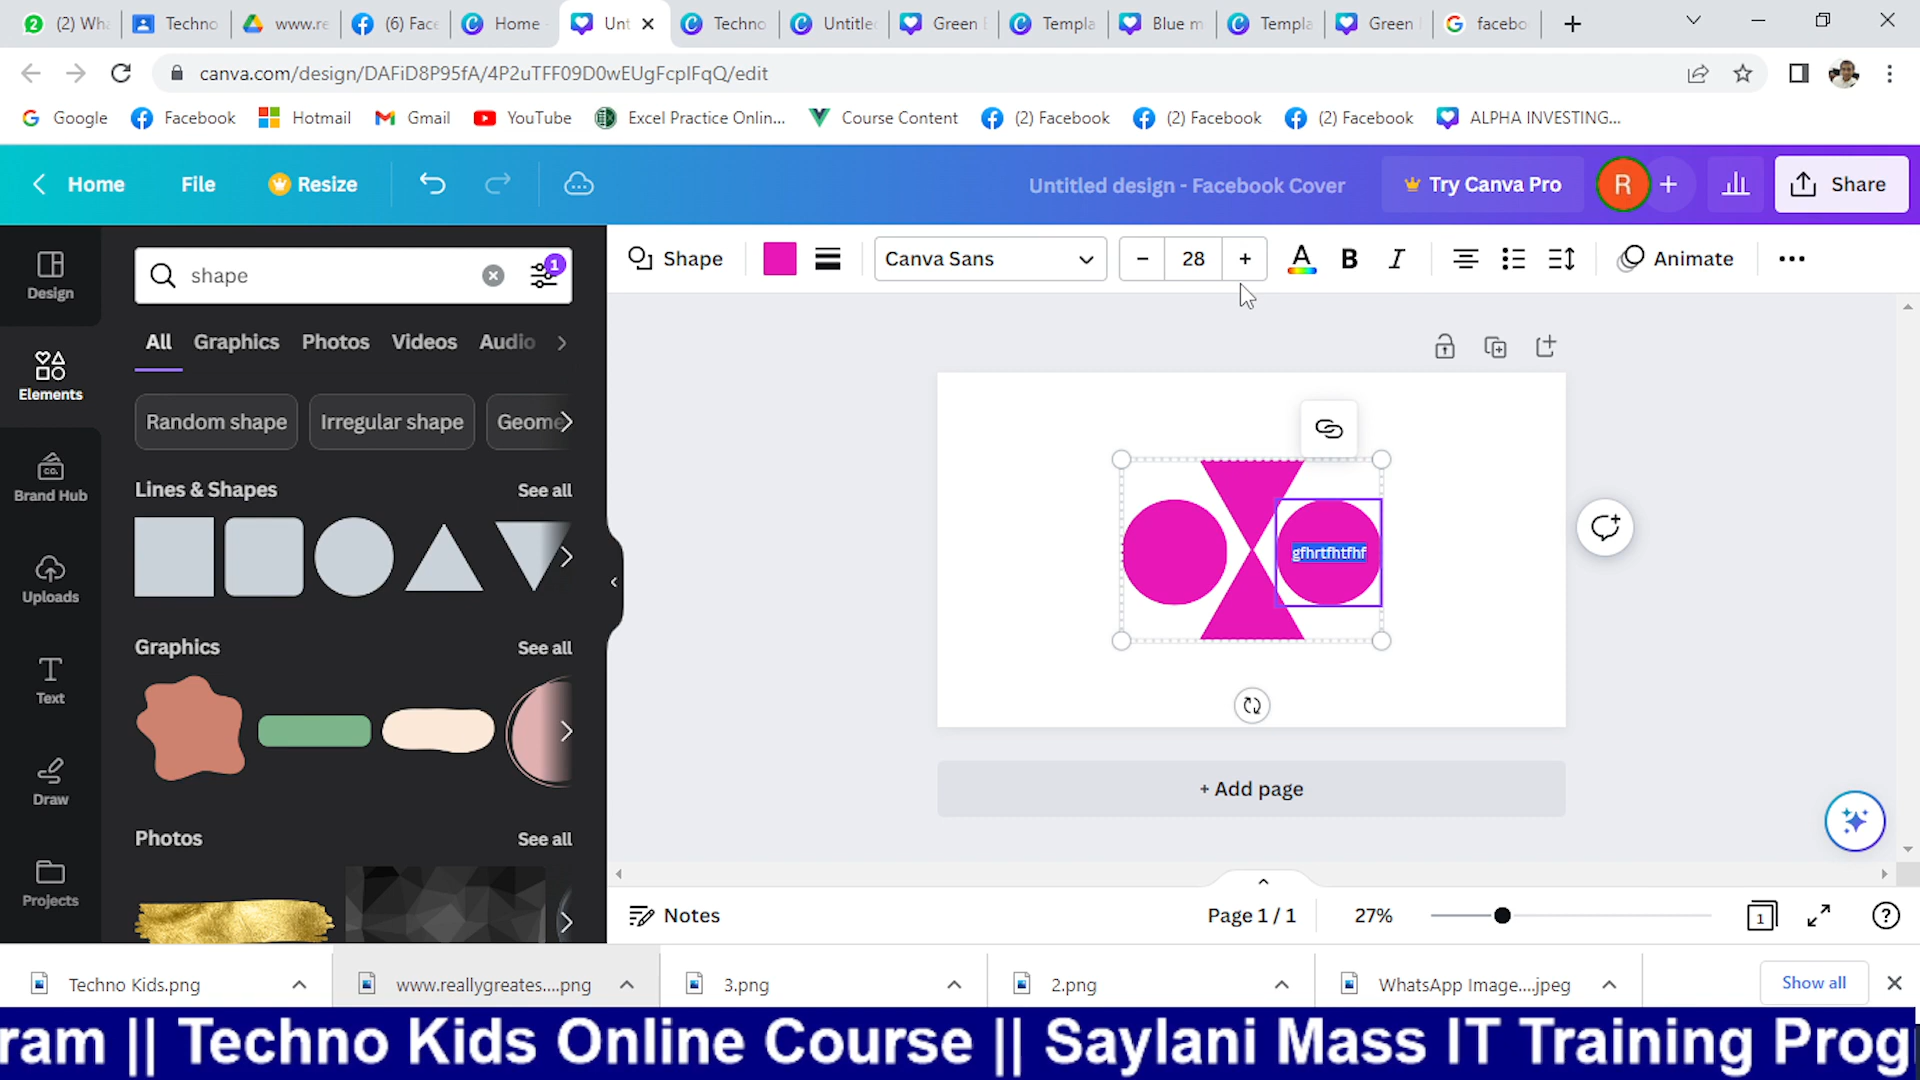 (2) Wha
Techno
www.re
(6) Face
Home -
Unt
Techno
Untitle
Green
Templa
Blue m
Templa
Green
facebo
canva.com/design/DAFiD8P95fA/4P2uTFF09D0wEUgFcpIFqQ/edit
Google
Facebook
Hotmail
Gmail
YouTube
Excel Practice Onlin...
Course Content
(2) Facebook
(2) Facebook
(2) Facebook
ALPHA INVESTING...
Home
File
Resize
Untitled design - Facebook Cover
Try Canva Pro
R
Share
Design
Elements
Brand Hub
CO.
Uploads
Text
Draw
Projects
shape
1
All
Graphics
Photos
Videos
Audio
Random shape
Irregular shape
Geome
Lines & Shapes
See all
Graphics
See all
Photos
See all
Shape
Canva Sans
28
A
B
I
Animate
gfhrtfhtfhf
+ Add page
Notes
Page 1 / 1
27%
1
Techno Kids.png
www.reallygreates....png
3.png
2.png
WhatsApp Image....jpeg
Show all
ram || Techno Kids Online Course || Saylani Mass IT Training Prog